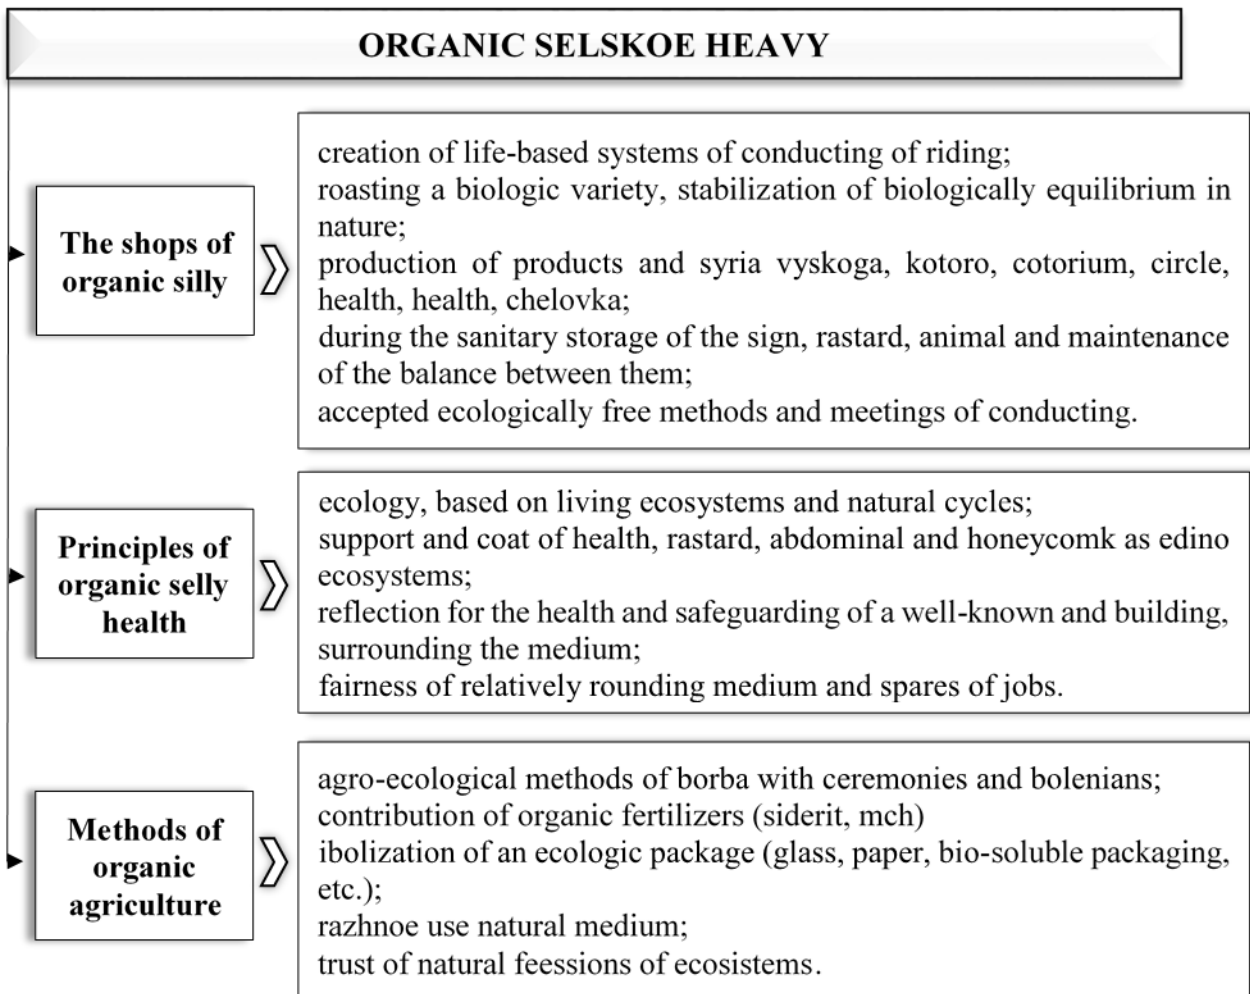 ORGANIC SELSKOE HEAVY
The shops of
organic silly
creation of life-based systems of conducting of riding;
roasting a biologic variety, stabilization of biologically equilibrium in
nature;
production of products and syria vyskoga, kotoro, cotorium, circle,
health, health, chelovka;
during the sanitary storage of the sign, rastard, animal and maintenance
of the balance between them;
accepted ecologically free methods and meetings of conducting.
Principles of
organic selly
health
ecology, based on living ecosystems and natural cycles;
support and coat of health, rastard, abdominal and honeycomk as edino
ecosystems;
reflection for the health and safeguarding of a well-known and building,
surrounding the medium;
fairness of relatively rounding medium and spares of jobs.
Methods of
organic
agriculture
agro-ecological methods of borba with ceremonies and bolenians;
contribution of organic fertilizers (siderit, mch)
ibolization of an ecologic package (glass, paper, bio-soluble packaging,
etc.);
razhnoe use natural medium;
trust of natural feessions of ecosistems.